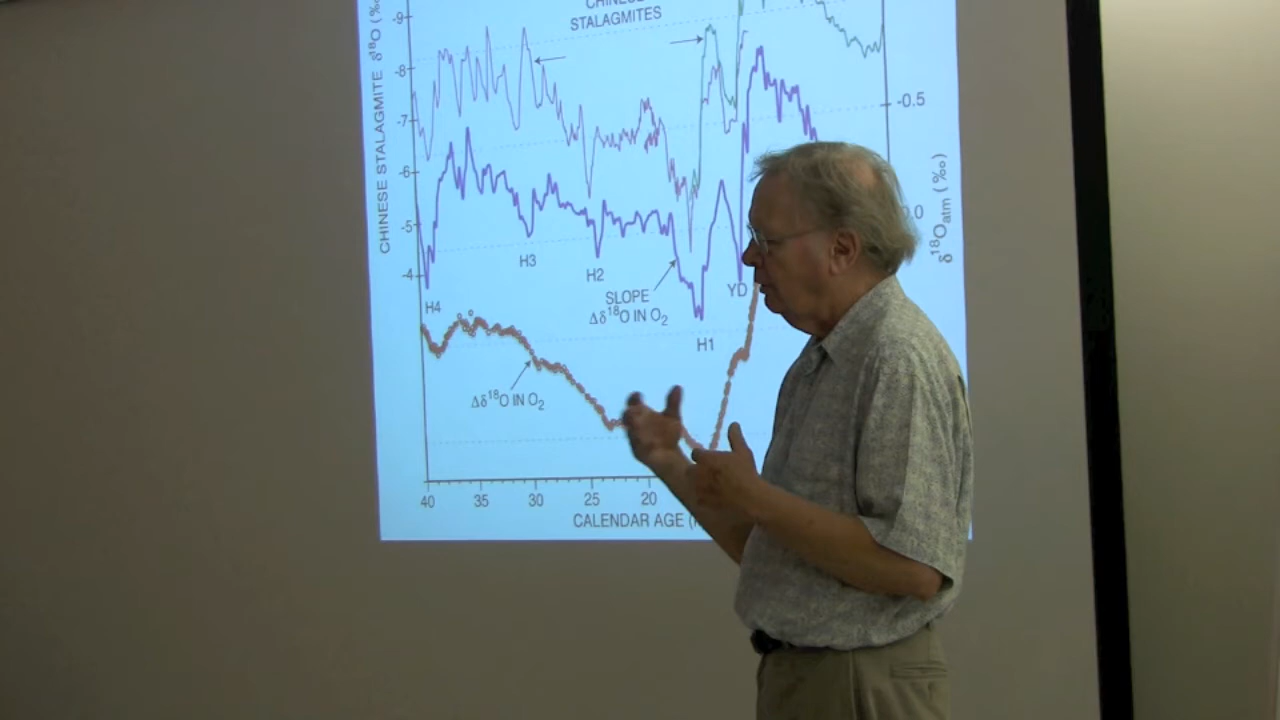 CHINESE
STALAGMITES
CHINESE STALAGMITE δ¹⁸O (‰
-9
-8
-7
-6
-5
-4
-0.5
0.0
δ¹⁸Oatm (‰)
H4
H3
H2
SLOPE
Δδ¹⁸O IN O₂
H1
YD
Δδ¹⁸O IN O₂
40 35 30 25 20
CALENDAR AGE (